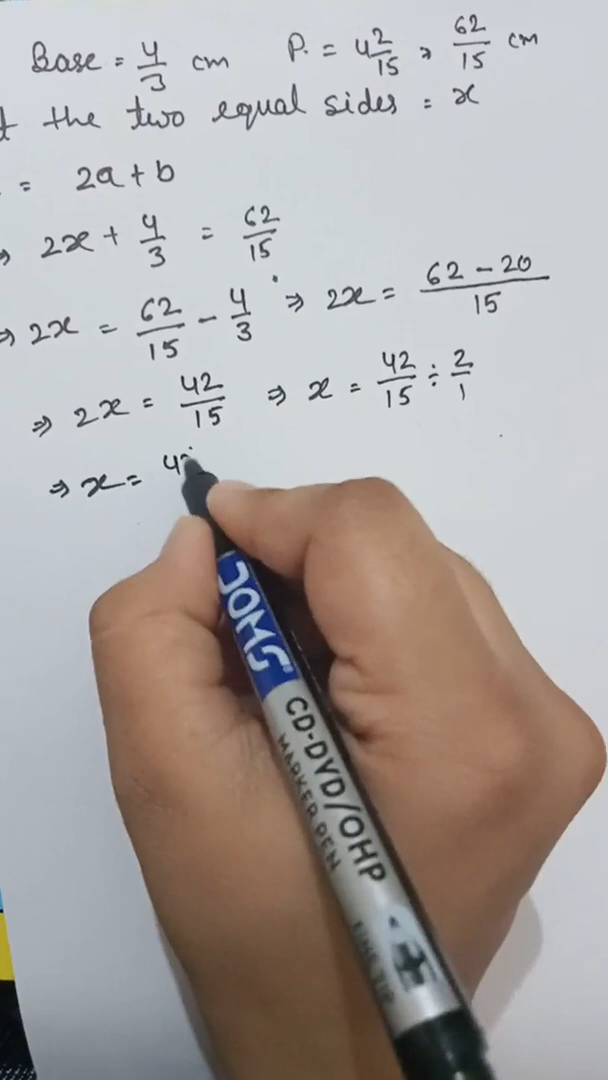 Base = 4/3 cm P. = 4 2/15 , 62/15 cm
the two equal sides = x
= 2a + b
⇒ 2x + 4/3 = 62/15
⇒ 2x = 62/15 - 4/3 ⇒ 2x = 62 - 20/15
⇒ 2x = 42/15 ⇒ x = 42/15 ÷ 2/1
⇒ x = 4
DOMS
CD-DVD/OHP
MARKER PEN